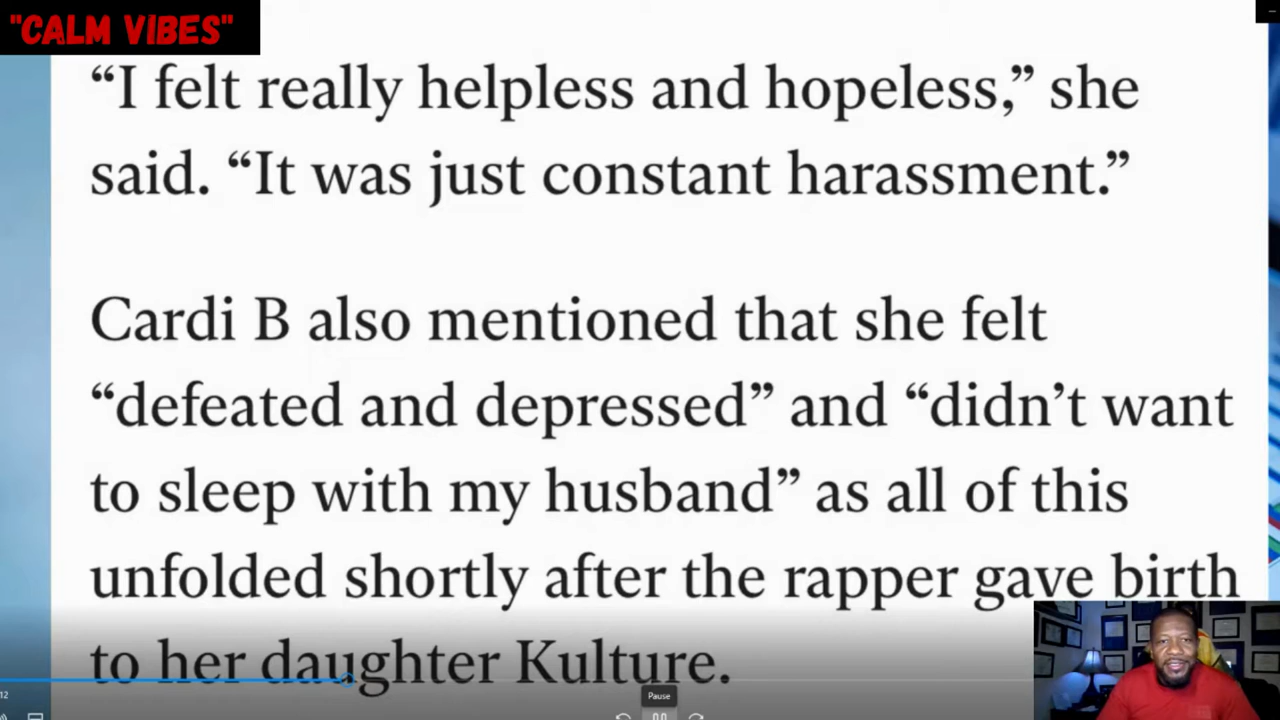 "CALM VIBES"
“I felt really helpless and hopeless,” she
said. “It was just constant harassment.”
Cardi B also mentioned that she felt
“defeated and depressed” and “didn’t want
to sleep with my husband” as all of this
unfolded shortly after the rapper gave birth
to her daughter Kulture.
12
Pause